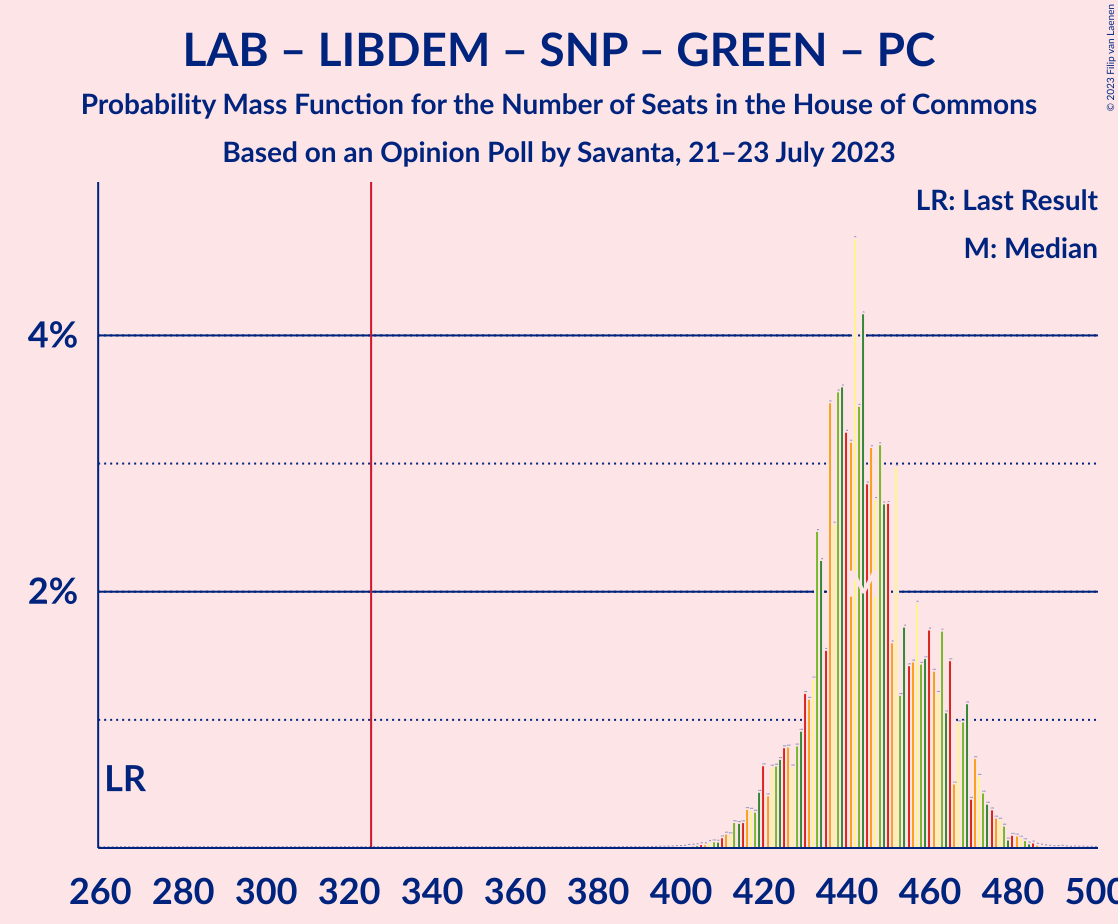 LAB – LIBDEM – SNP – GREEN – PC
Probability Mass Function for the Number of Seats in the House of Commons
Based on an Opinion Poll by Savanta, 21–23 July 2023
© 2023 Filip van Laenen
LR: Last Result
M: Median
4%
2%
LR
260 280 300 320 340 360 380 400 420 440 460 480 500